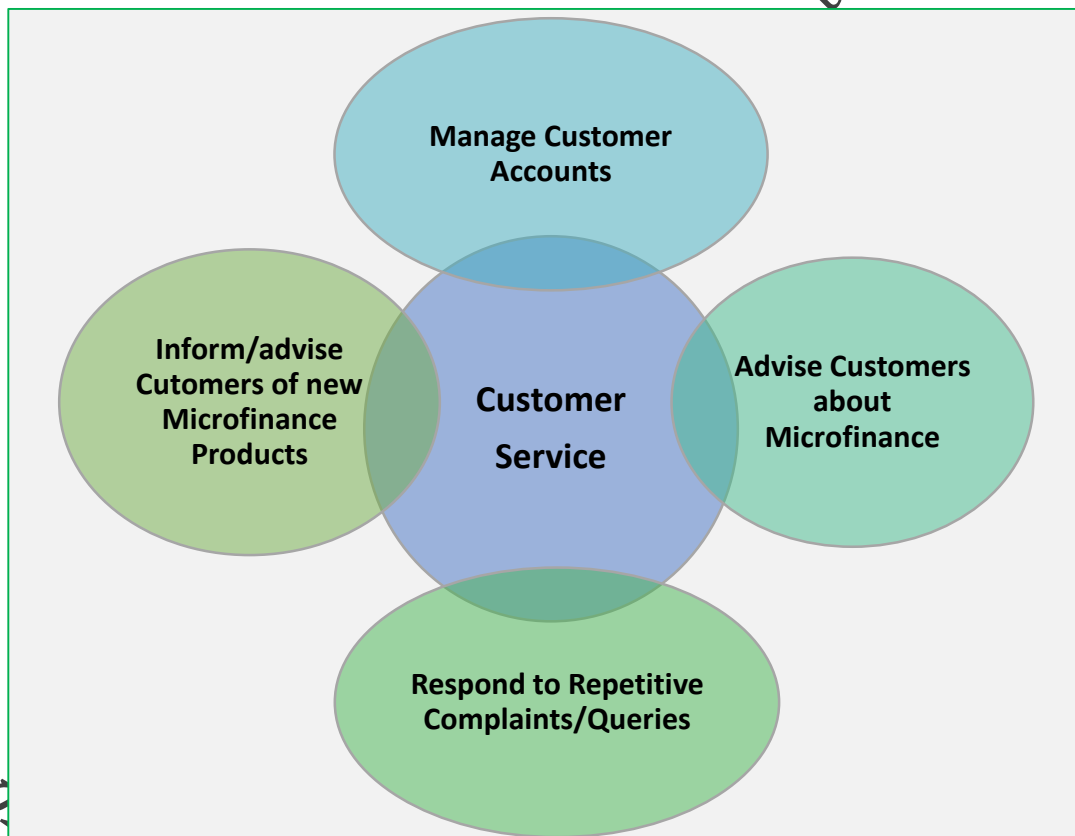 Manage Customer
Accounts
Inform/advise
Cutomers of new
Microfinance
Products
Customer
Service
Advise Customers
about
Microfinance
Respond to Repetitive
Complaints/Queries